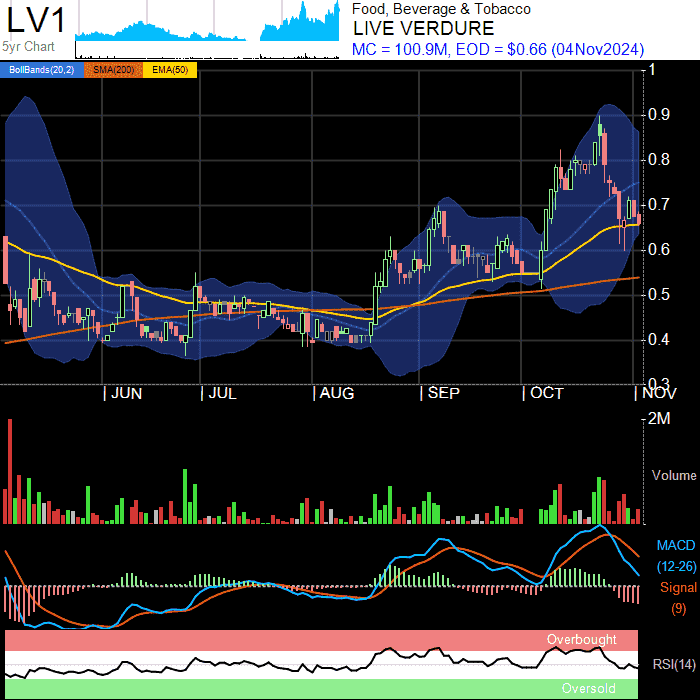 LV1
5yr Chart
Food, Beverage & Tobacco
LIVE VERDURE
MC = 100.9M, EOD = $0.66 (04Nov2024)
BollBands(20,2) SMA(200) EMA(50)
1
0.9
0.8
0.7
0.6
0.5
0.4
0.3
JUN JUL AUG SEP OCT NOV
2M
Volume
MACD
(12-26)
Signal
(9)
Overbought
RSI(14)
Oversold